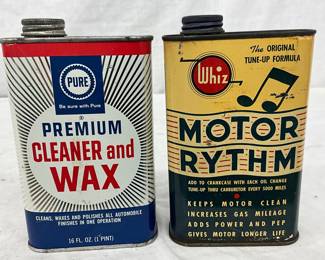 PURE
Be sure with Pure
PREMIUM
CLEANER and
WAX
CLEANS, WAXES AND POLISHES ALL AUTOMOBILE
FINISHES IN ONE OPERATION
16 FL. OZ. (1 PINT)
Whiz
The ORIGINAL
TUNE-UP FORMULA
MOTOR
RYTHM
ADD TO CRANKCASE WITH EACH OIL CHANGE
TUNE-UP THRU CARBURETOR EVERY 5000 MILES
KEEPS MOTOR CLEAN
INCREASES GAS MILEAGE
ADDS POWER AND PEP
GIVES MOTOR LONGER LIFE